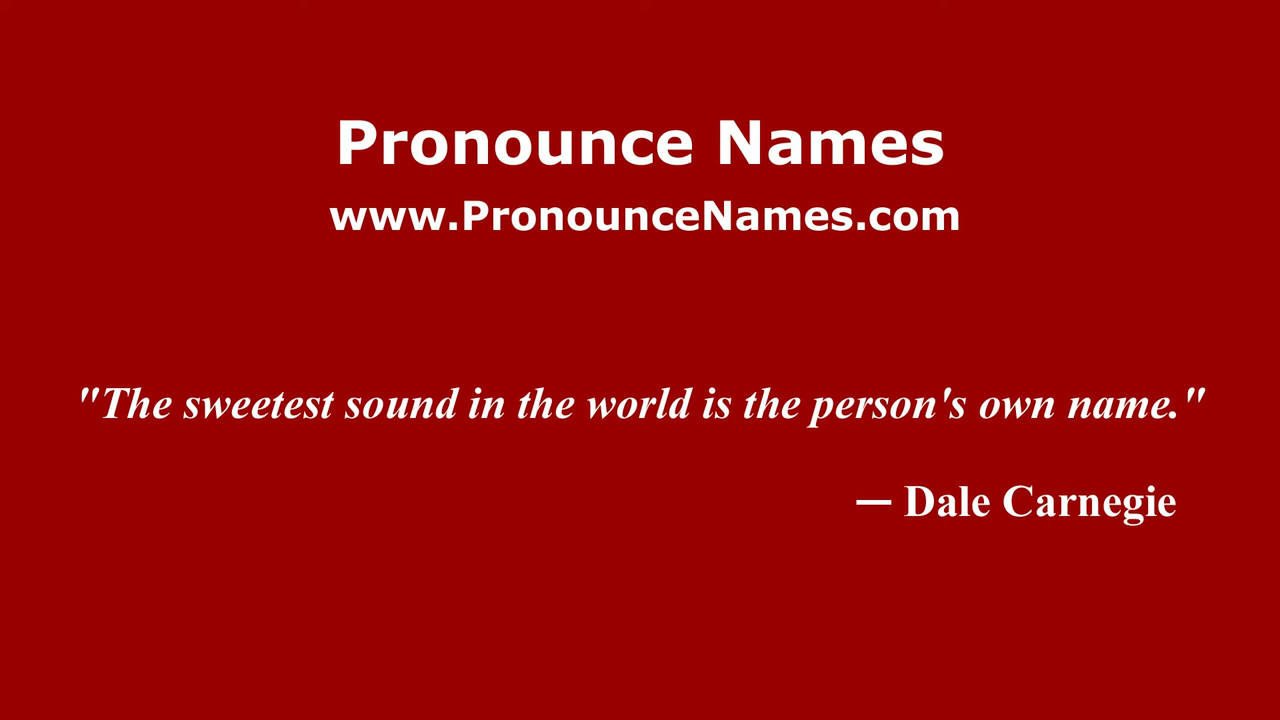 Pronounce Names
www.PronounceNames.com
"The sweetest sound in the world is the person's own name."
— Dale Carnegie